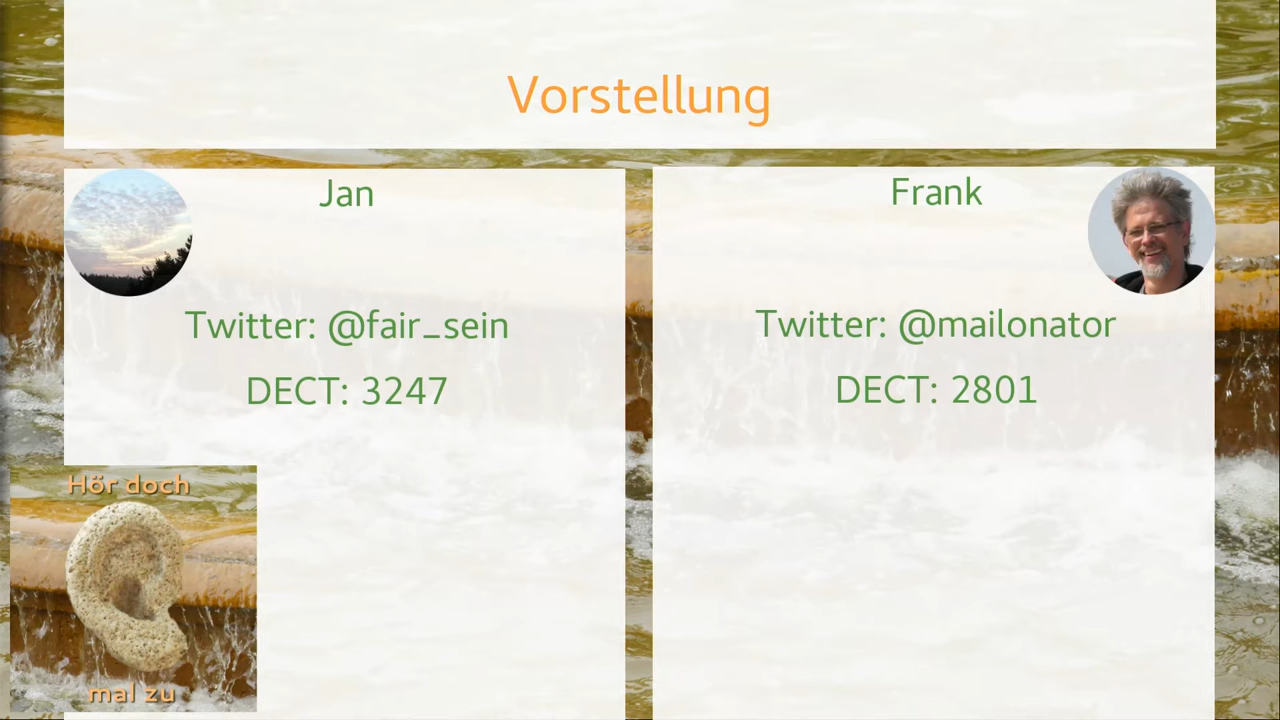 Vorstellung
Jan
Twitter: @fair_sein
DECT: 3247
Frank
Twitter: @mailonator
DECT: 2801
Hör doch
mal zu